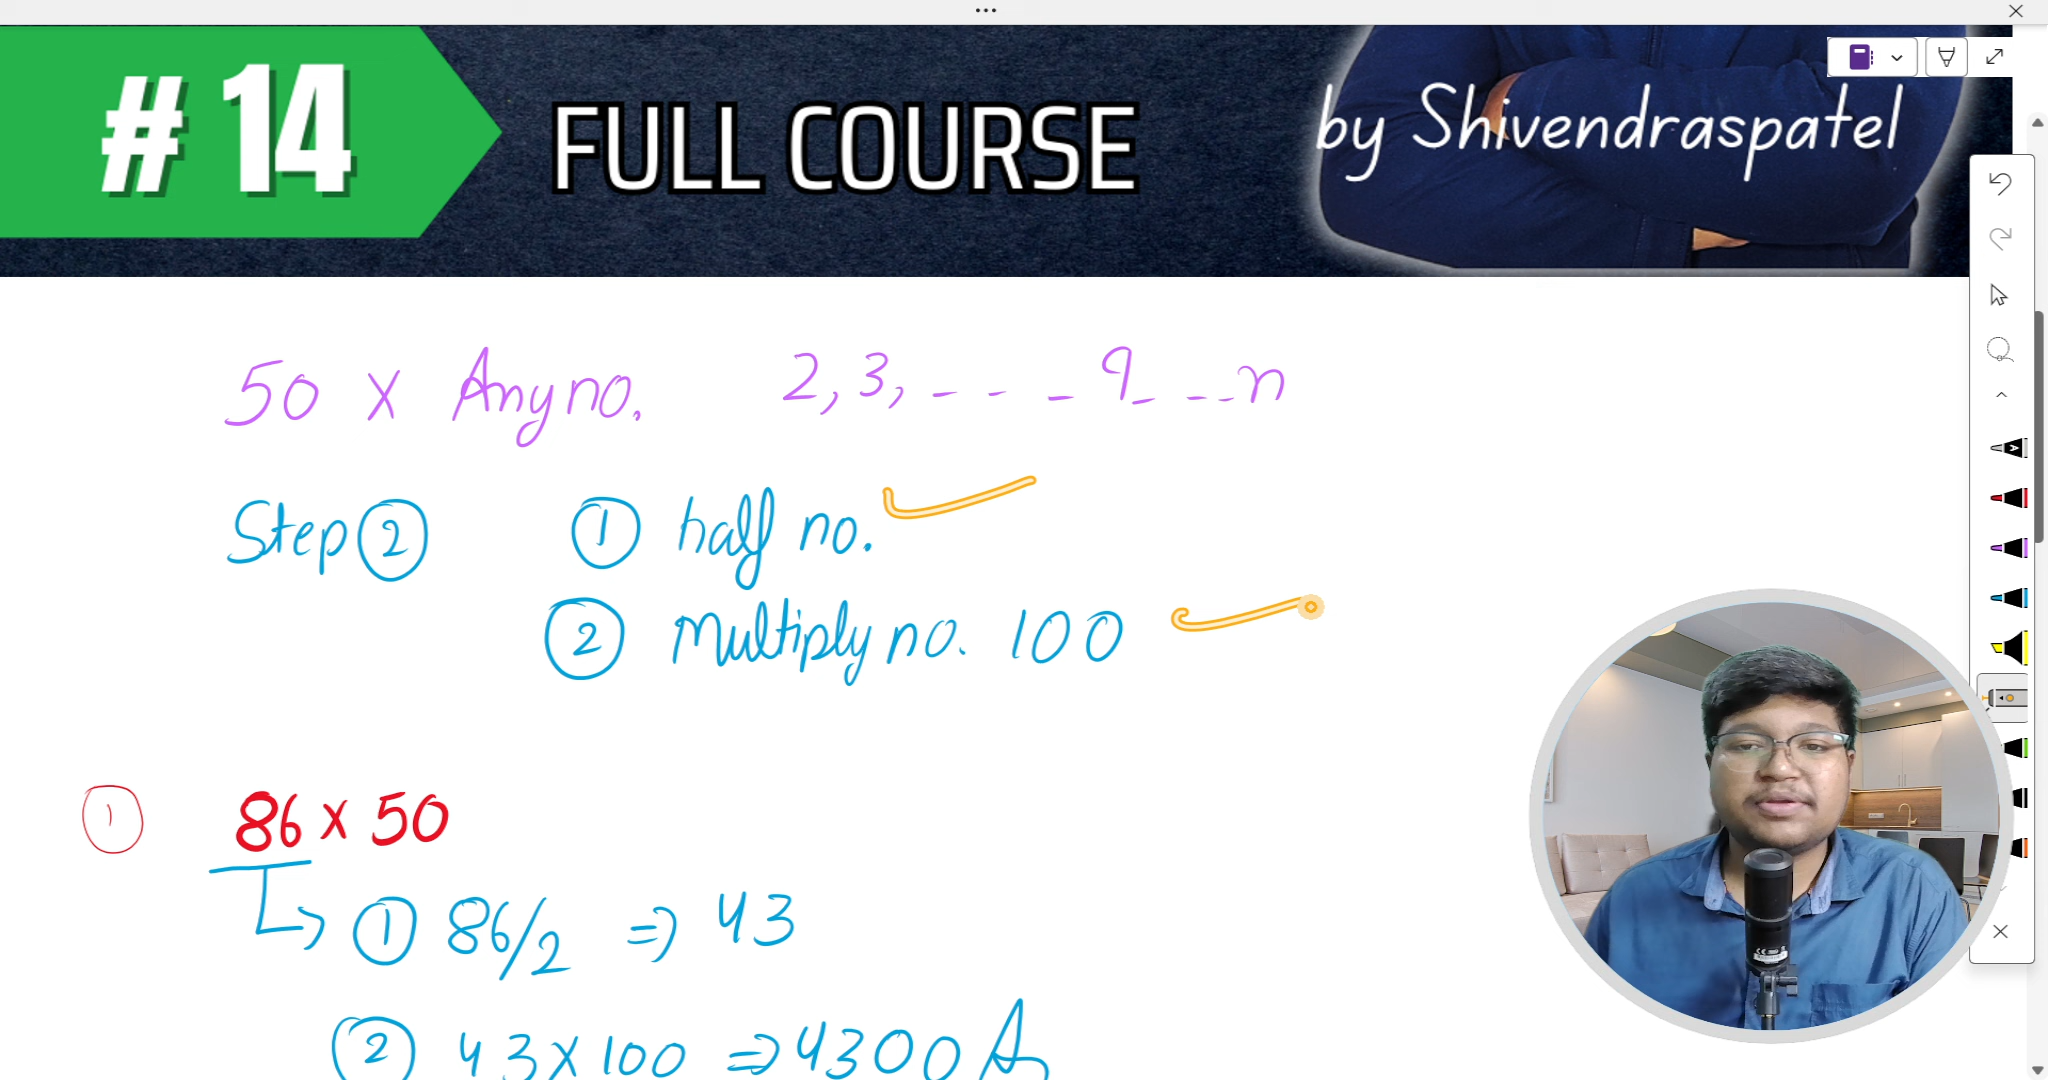 # 14
FULL COURSE
by Shivendraspatel
50 x Any no. 2, 3, - - - 9 - - - n
Step ② ① half no.
② Multiply no. 100
① 86 x 50
① 86/2 => 43
② 43 x 100 => 4300 A